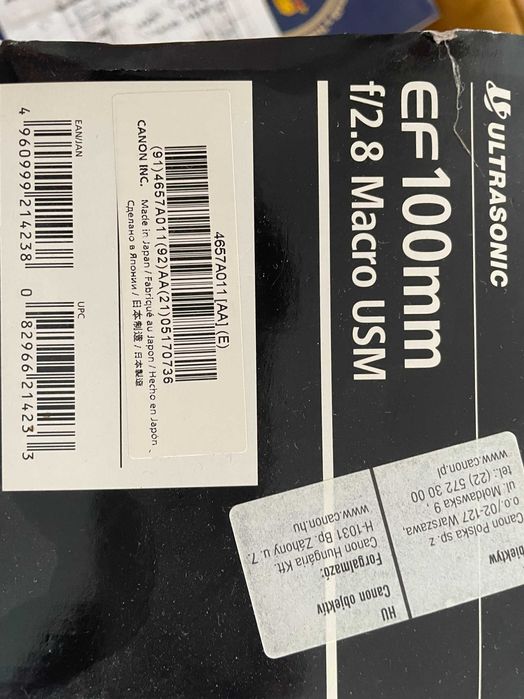 ULTRASONIC
EF100mm
f/2.8 Macro USM
4657A011 [AA] (E)
(91)4657A011(92)AA(21)05170736
CANON INC. Made in Japan / Fabriqué au Japon / Hecho en Japón
Сделано в Японии / 日本制造 / 日本製造
EAN/JAN
4 960999 214238
UPC
0 82966 21423 3
Canon Polska sp. z
o.o./02-127 Warszawa,
ul. Mołdawska 9 ,
tel.: (22) 572 30 00
www.canon.pl
HU
Canon objektív
Forgalmazó:
Canon Hungária Kft.
H-1031 Bp. Záhony u. 7.
www.canon.hu